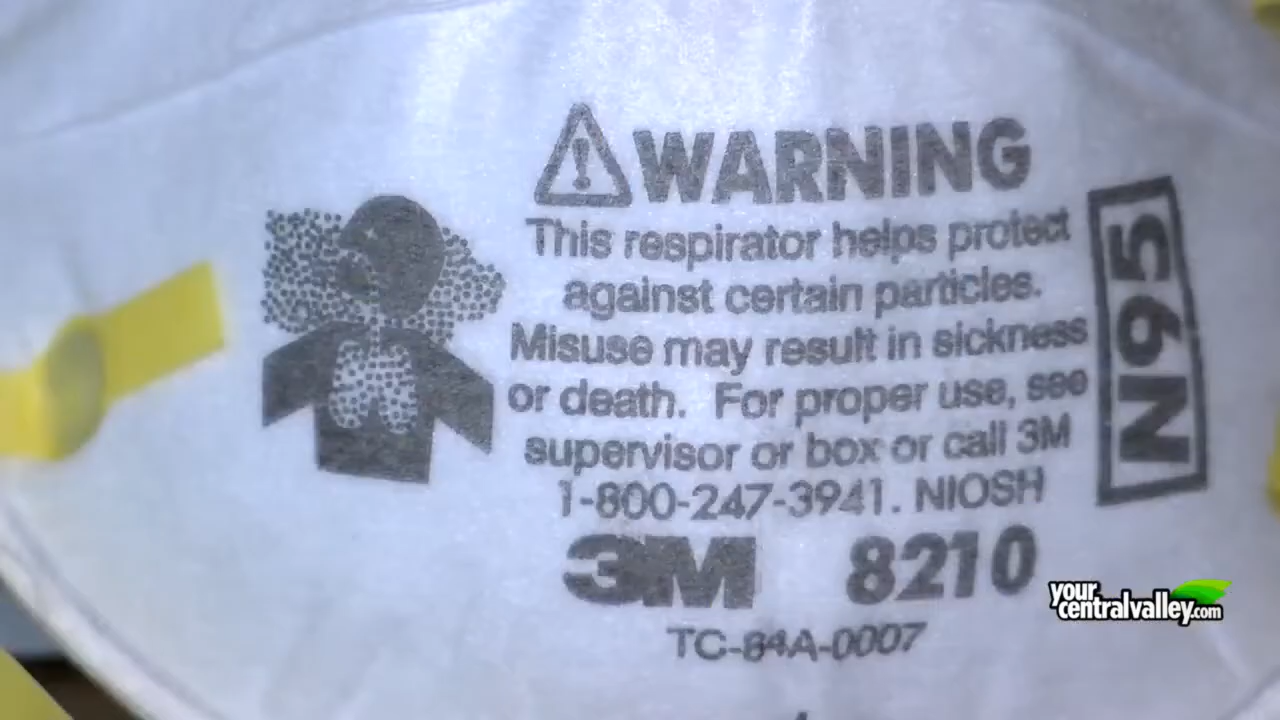 WARNING
This respirator helps protect
against certain particles.
Misuse may result in sickness
or death. For proper use, see
supervisor or box or call 3M
1-800-247-3941. NIOSH
3M 8210
TC-84A-0007
N95
your
centralvalley.com